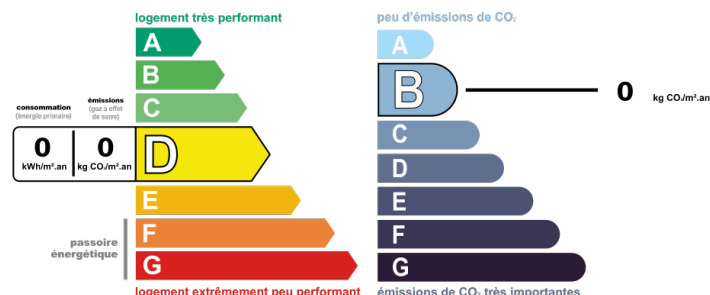 logement très performant
A
B
C
consommation
(énergie primaire)
émissions
(gaz à effet
de serre)
0
kWh/m².an
0
kg CO₂/m².an
D
E
F
G
passoire
énergétique
logement extrêmement peu performant
peu d'émissions de CO₂
A
B
0
kg CO₂/m².an
C
D
E
F
G
émissions de CO₂ très importantes